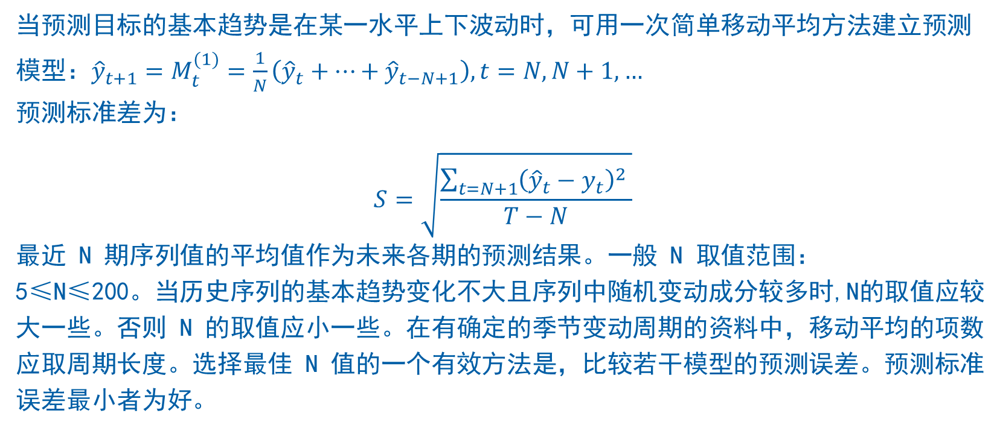 当预测目标的基本趋势是在某一水平上下波动时，可用一次简单移动平均方法建立预测
模型：$\hat{y}_{t+1} = M_t^{(1)} = \frac{1}{N}(\hat{y}_t + \cdots + \hat{y}_{t-N+1}), t = N, N + 1, \ldots$
预测标准差为：
$S = \sqrt{\frac{\sum_{t=N+1}(\hat{y}_t - y_t)^2}{T - N}}$
最近 N 期序列值的平均值作为未来各期的预测结果。一般 N 取值范围：
5≤N≤200。当历史序列的基本趋势变化不大且序列中随机变动成分较多时,N的取值应较
大一些。否则 N 的取值应小一些。在有确定的季节变动周期的资料中，移动平均的项数
应取周期长度。选择最佳 N 值的一个有效方法是，比较若干模型的预测误差。预测标准
误差最小者为好。